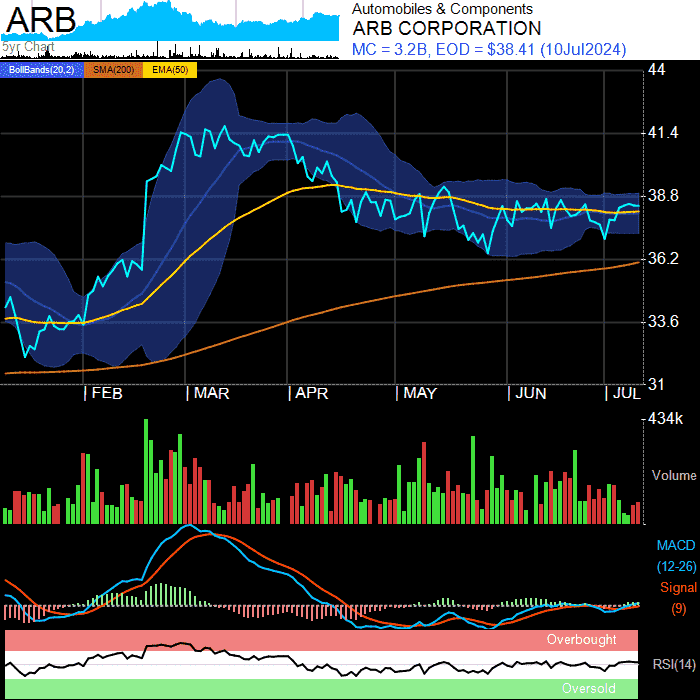 ARB
Automobiles & Components
ARB CORPORATION
5yr Chart
MC = 3.2B, EOD = $38.41 (10Jul2024)
BollBands(20,2) SMA(200) EMA(50)
44
41.4
38.8
36.2
33.6
31
FEB MAR APR MAY JUN JUL
434k
Volume
MACD
(12-26)
Signal
(9)
Overbought
RSI(14)
Oversold